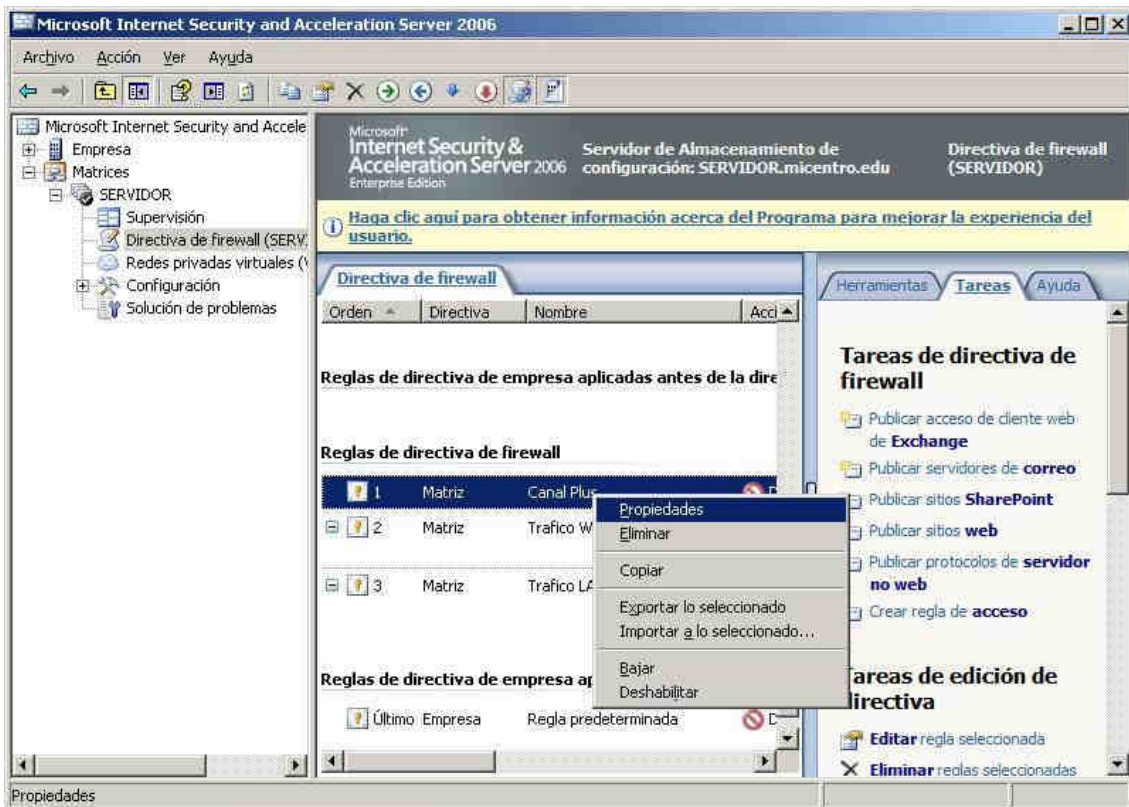 Microsoft Internet Security and Acceleration Server 2006
Archivo Acción Ver Ayuda
Microsoft Internet Security and Accele
Empresa
Matrices
SERVIDOR
Supervisión
Directiva de firewall (SERV
Redes privadas virtuales (V
Configuración
Solución de problemas
Microsoft
Internet Security &
Acceleration Server 2006
Enterprise Edition
Servidor de Almacenamiento de
configuración: SERVIDOR.micentro.edu
Directiva de firewall
(SERVIDOR)
Haga clic aquí para obtener información acerca del Programa para mejorar la experiencia del
usuario.
Directiva de firewall
Orden Directiva Nombre Acci
Reglas de directiva de empresa aplicadas antes de la dire
Reglas de directiva de firewall
1 Matriz Canal Plus D
2 Matriz Trafico W
3 Matriz Trafico LA
Reglas de directiva de empresa ap
Último Empresa Regla predeterminada D
Propiedades
Eliminar
Copiar
Exportar lo seleccionado
Importar a lo seleccionado...
Bajar
Deshabilitar
Herramientas Tareas Ayuda
Tareas de directiva de
firewall
Publicar acceso de cliente web
de Exchange
Publicar servidores de correo
Publicar sitios SharePoint
Publicar sitios web
Publicar protocolos de servidor
no web
Crear regla de acceso
Tareas de edición de
directiva
Editar regla seleccionada
Eliminar reglas seleccionadas
Propiedades